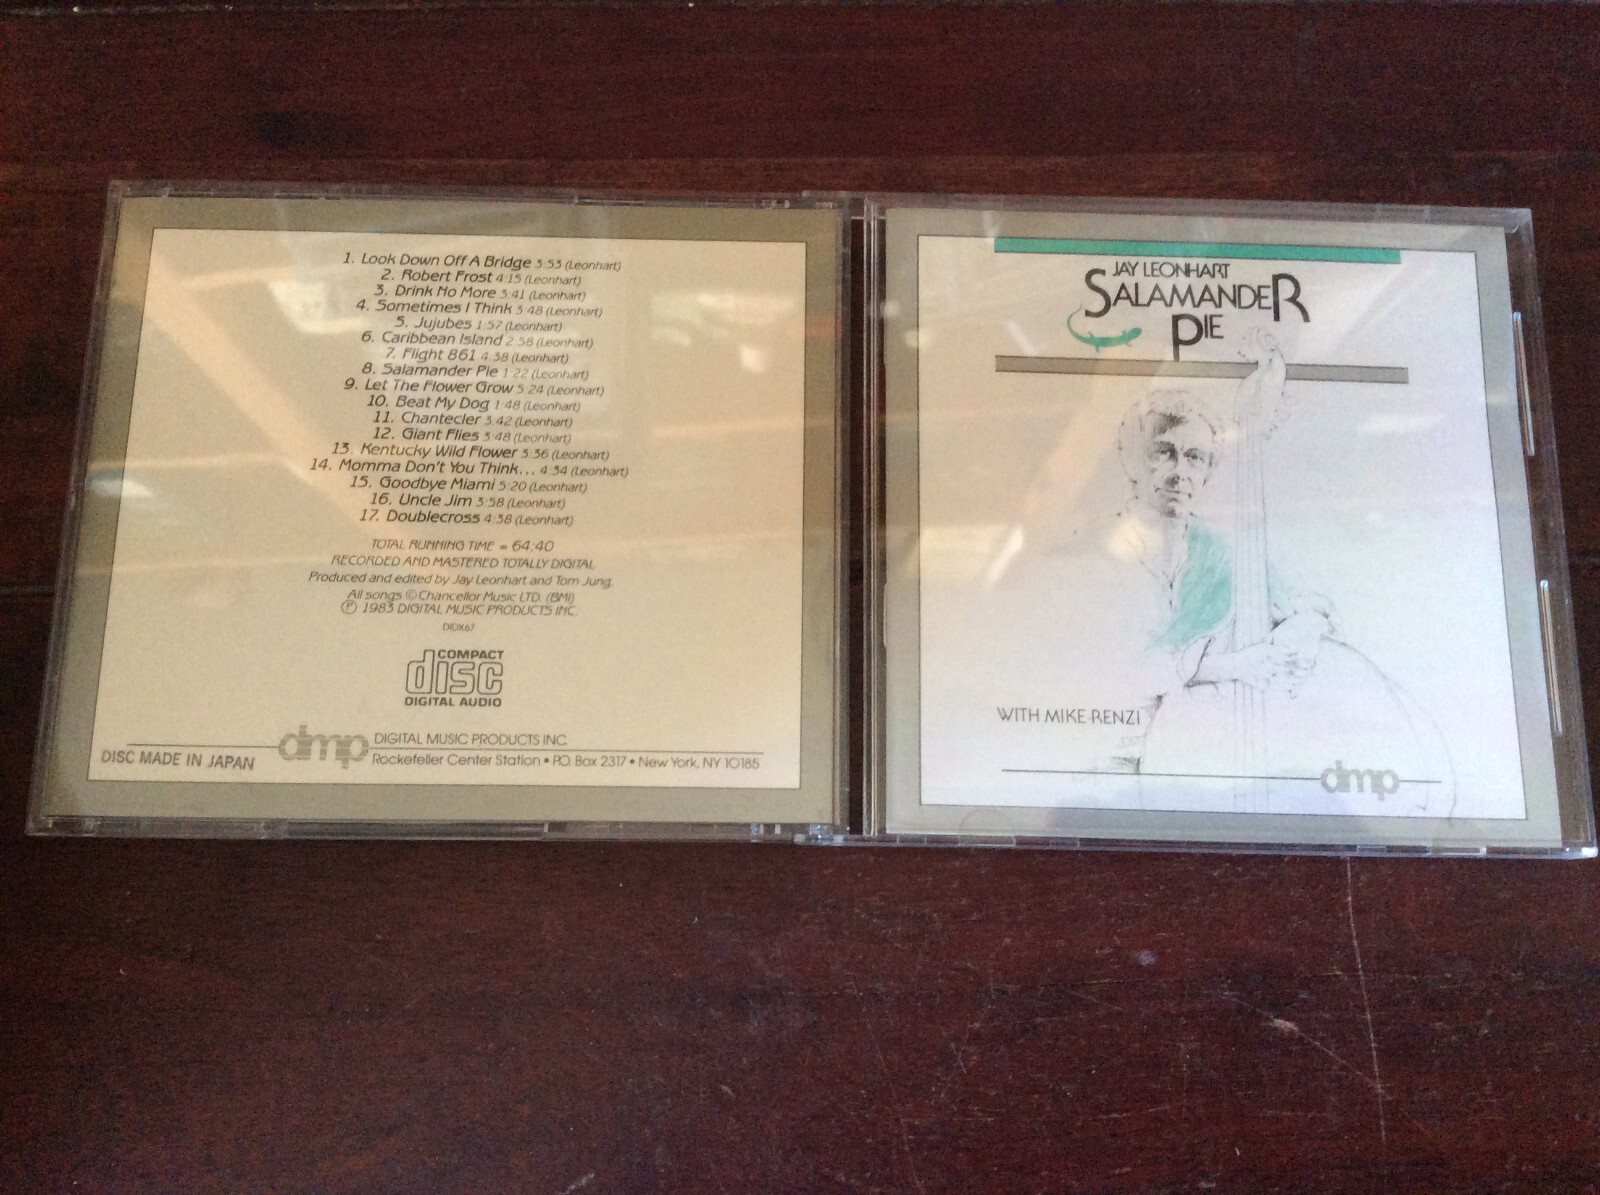 1. Look Down Off A Bridge 3:53 (Leonhart)
2. Robert Frost 4:15 (Leonhart)
3. Drink No More 3:41 (Leonhart)
4. Sometimes I Think 3:48 (Leonhart)
5. Jujubes 1:57 (Leonhart)
6. Caribbean Island 2:58 (Leonhart)
7. Flight 861 4:38 (Leonhart)
8. Salamander Pie 1:22 (Leonhart)
9. Let The Flower Grow 5:24 (Leonhart)
10. Beat My Dog 1:48 (Leonhart)
11. Chantecler 3:42 (Leonhart)
12. Giant Flies 3:48 (Leonhart)
13. Kentucky Wild Flower 3:36 (Leonhart)
14. Momma Don't You Think... 4:34 (Leonhart)
15. Goodbye Miami 5:20 (Leonhart)
16. Uncle Jim 3:58 (Leonhart)
17. Doublecross 4:38 (Leonhart)
TOTAL RUNNING TIME = 64:40
RECORDED AND MASTERED TOTALLY DIGITAL
Produced and edited by Jay Leonhart and Tom Jung.
All songs © Chancellor Music LTD. (BMI)
℗ 1983 DIGITAL MUSIC PRODUCTS INC.
DIDX67
COMPACT
disc
DIGITAL AUDIO
DISC MADE IN JAPAN
dmp
DIGITAL MUSIC PRODUCTS INC.
Rockefeller Center Station • P.O. Box 2317 • New York, NY 10185
JAY LEONHART
SALAMANDER
PIE
WITH MIKE RENZI
dmp